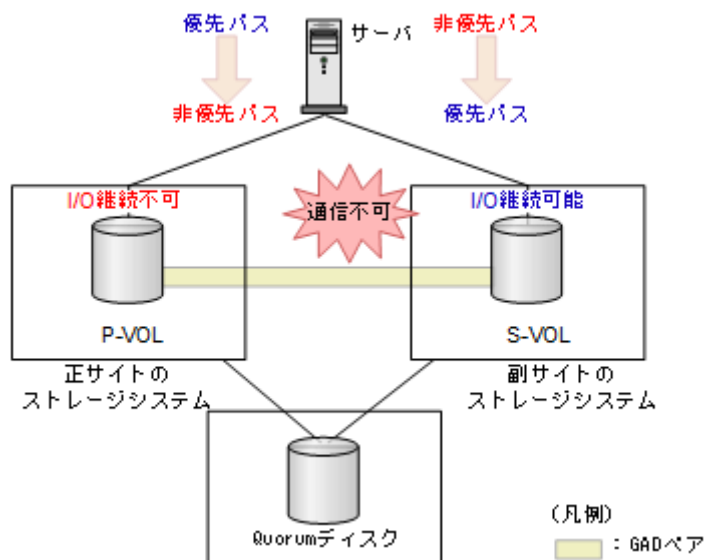 優先パス
サーバ
非優先パス
非優先パス
優先パス
I/O継続不可
通信不可
I/O継続可能
P-VOL
S-VOL
正サイトの
ストレージシステム
副サイトの
ストレージシステム
Quorumディスク
(凡例)
：GADペア